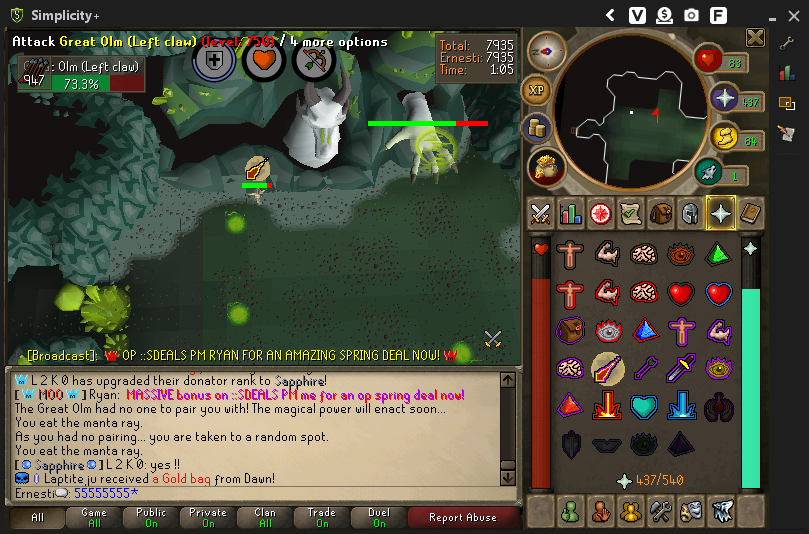 Simplicity+
Attack Great Olm (Left claw) (level: 750) / 4 more options
: Olm (Left claw)
947
73.3%
Total: 7935
Ernesti: 7935
Time: 1:05
XP
83
437
84
1
[Broadcast]: OP ::SDEALS PM RYAN FOR AN AMAZING SPRING DEAL NOW!
L 2 K 0 has upgraded their donator rank to Sapphire!
[MOO] Ryan: MASSIVE bonus on ::SDEALS PM me for an op spring deal now!
The Great Olm had no one to pair you with! The magical power will enact soon...
You eat the manta ray.
As you had no pairing... you are taken to a random spot.
You eat the manta ray.
[Sapphire] L 2 K 0: yes !!
Laptite ju received a Gold bag from Dawn!
Ernesti: 55555555*
437/540
All
Game
All
Public
On
Private
On
Clan
All
Trade
On
Duel
On
Report Abuse